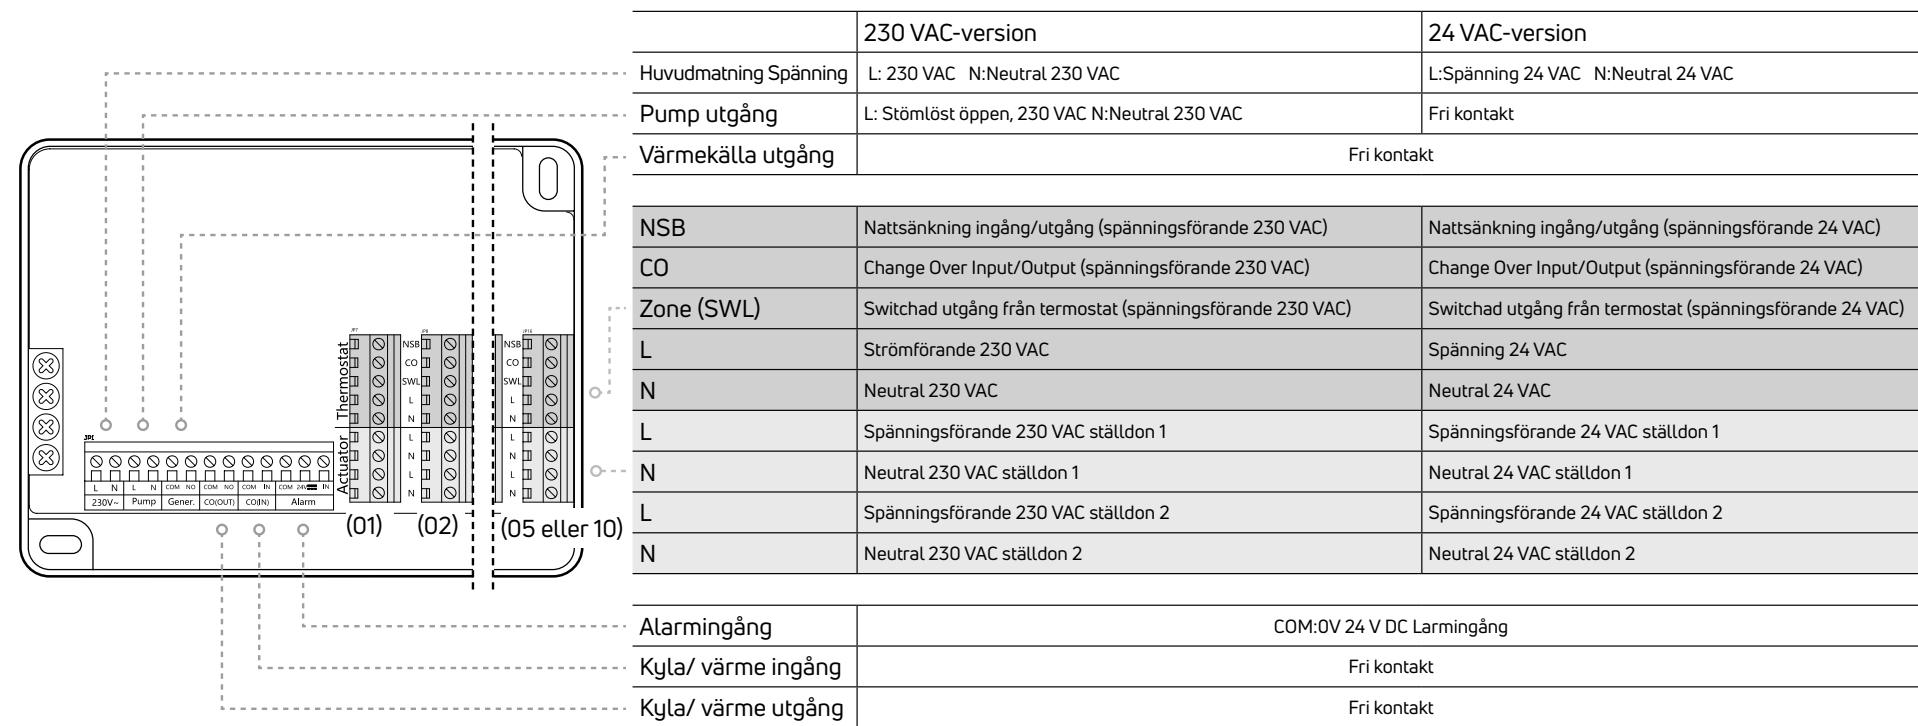 230 VAC-version 24 VAC-version
Huvudmatning Spänning L: 230 VAC N:Neutral 230 VAC L:Spänning 24 VAC N:Neutral 24 VAC
Pump utgång L: Stömlöst öppen, 230 VAC N:Neutral 230 VAC Fri kontakt
Värmekälla utgång Fri kontakt
NSB Nattsänkning ingång/utgång (spänningsförande 230 VAC) Nattsänkning ingång/utgång (spänningsförande 24 VAC)
CO Change Over Input/Output (spänningsförande 230 VAC) Change Over Input/Output (spänningsförande 24 VAC)
Zone (SWL) Switchad utgång från termostat (spänningsförande 230 VAC) Switchad utgång från termostat (spänningsförande 24 VAC)
L Strömförande 230 VAC Spänning 24 VAC
N Neutral 230 VAC Neutral 24 VAC
L Spänningsförande 230 VAC ställdon 1 Spänningsförande 24 VAC ställdon 1
N Neutral 230 VAC ställdon 1 Neutral 24 VAC ställdon 1
L Spänningsförande 230 VAC ställdon 2 Spänningsförande 24 VAC ställdon 2
N Neutral 230 VAC ställdon 2 Neutral 24 VAC ställdon 2
Alarmingång COM:0V 24 V DC Larmingång
Kyla/ värme ingång Fri kontakt
Kyla/ värme utgång Fri kontakt
JP7 JP8 JP16
Thermostat
Actuator
NSB NSB
CO CO
SWL SWL
L L
N N
L L
N N
L L
N N
JP1
L N L N COM NO COM NO COM IN COM 24V IN
230V~ Pump Gener. CO(OUT) CO(IN) Alarm
(01) (02) (05 eller 10)